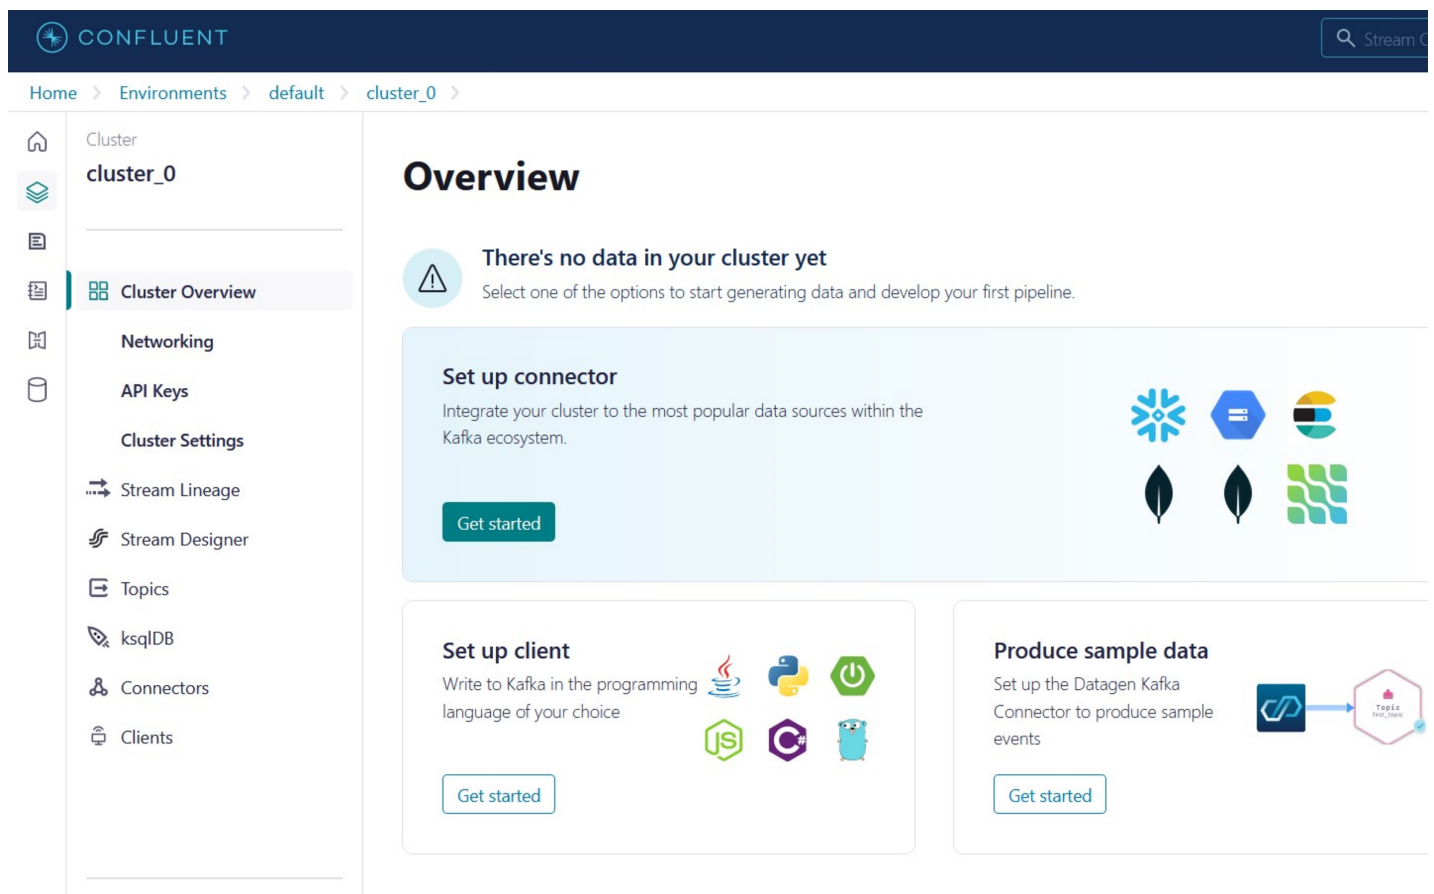 CONFLUENT
Stream
Home > Environments > default > cluster_0 >
Cluster
cluster_0
Cluster Overview
Networking
API Keys
Cluster Settings
Stream Lineage
Stream Designer
Topics
ksqlDB
Connectors
Clients
Overview
There's no data in your cluster yet
Select one of the options to start generating data and develop your first pipeline.
Set up connector
Integrate your cluster to the most popular data sources within the
Kafka ecosystem.
Get started
Set up client
Write to Kafka in the programming
language of your choice
JS
C#
Get started
Produce sample data
Set up the Datagen Kafka
Connector to produce sample
events
Topic
first_topic
Get started